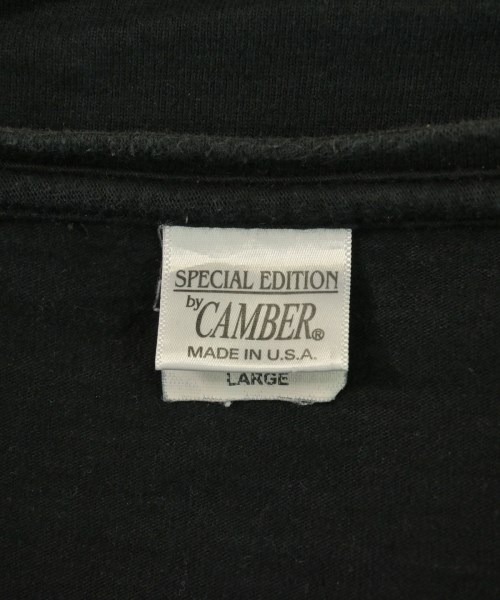 SPECIAL EDITION
by CAMBER®
MADE IN U.S.A.
LARGE